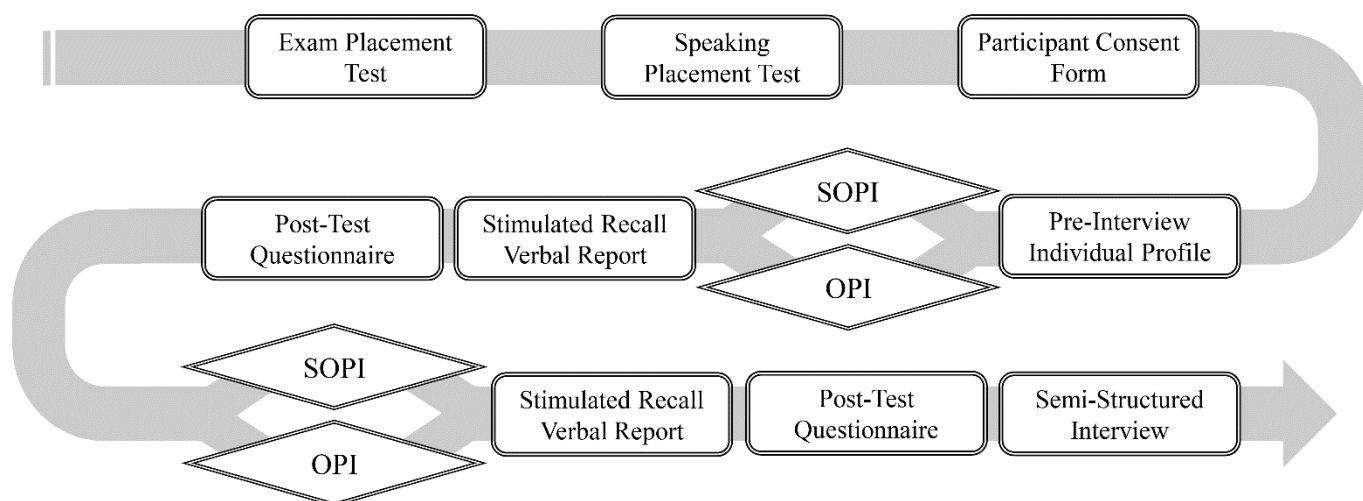 Exam Placement
Test
Speaking
Placement Test
Participant Consent
Form
Pre-Interview
Individual Profile
SOPI
OPI
Stimulated Recall
Verbal Report
Post-Test
Questionnaire
SOPI
OPI
Stimulated Recall
Verbal Report
Post-Test
Questionnaire
Semi-Structured
Interview